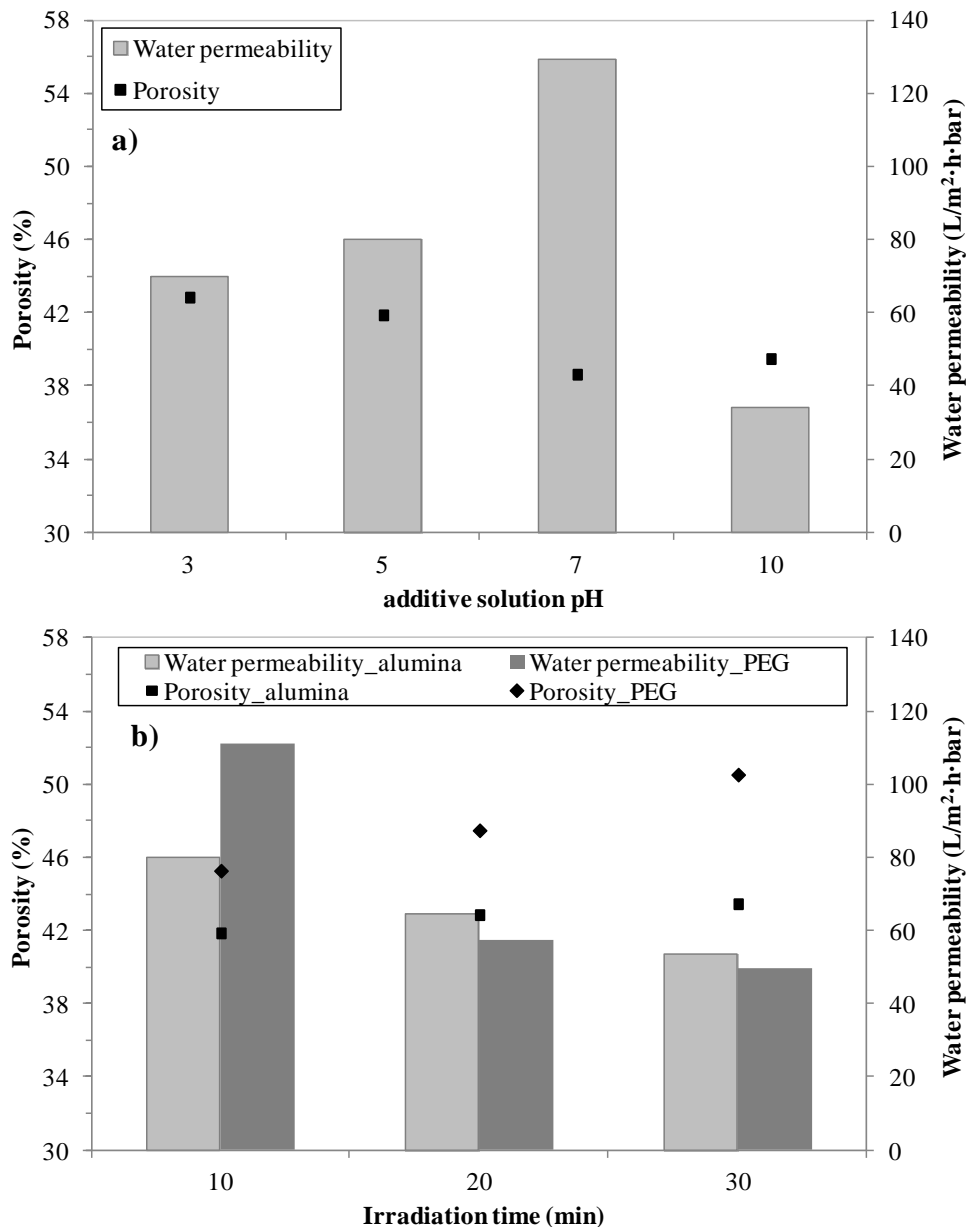 58
54
50
46
42
38
34
30
Porosity (%)
Water permeability
Porosity
a)
140
120
100
80
60
40
20
0
Water permeability (L/m²·h·bar)
3
5
7
10
additive solution pH
58
54
50
46
42
38
34
30
Porosity (%)
Water permeability_alumina
Water permeability_PEG
Porosity_alumina
Porosity_PEG
b)
140
120
100
80
60
40
20
0
Water permeability (L/m²·h·bar)
10
20
30
Irradiation time (min)